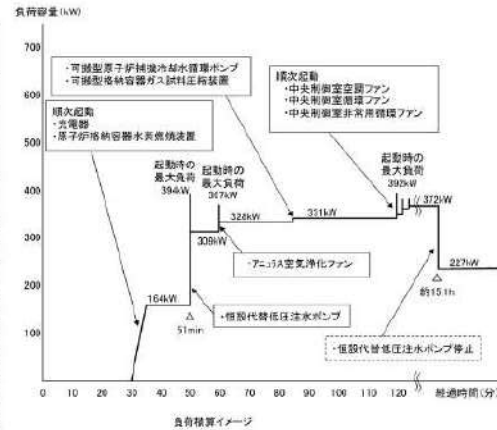 負荷容量(kW)
700
600
500
400
300
200
100
・可搬型原子炉補機冷却水循環ポンプ
・可搬型格納容器ガス試料圧縮装置
順次起動
・充電器
・原子炉格納容器水素燃焼装置
順次起動
・中央制御室空調ファン
・中央制御室循環ファン
・中央制御室非常用循環ファン
起動時の
最大負荷
394kW
起動時の
最大負荷
367kW
起動時の
最大負荷
392kW
164kW
309kW
328kW
331kW
372kW
227kW
・アニュラス空気浄化ファン
・恒設代替低圧注水ポンプ
51min
約15.1h
・恒設代替低圧注水ポンプ停止
10 20 30 40 50 60 70 80 90 100 110 120
経過時間(分)
負荷積算イメージ